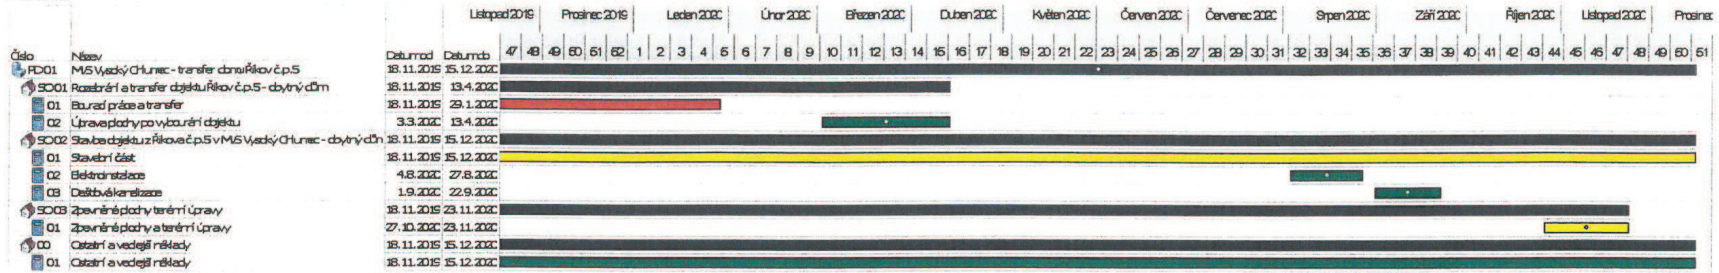 Listopad 2019 Prosinec 2019 Leden 2020 Únor 2020 Březen 2020 Duben 2020 Květen 2020 Červen 2020 Červenec 2020 Srpen 2020 Září 2020 Říjen 2020 Listopad 2020 Prosinec
Číslo Název Datum od Datum do 47 48 49 50 51 52 1 2 3 4 5 6 7 8 9 10 11 12 13 14 15 16 17 18 19 20 21 22 23 24 25 26 27 28 29 30 31 32 33 34 35 36 37 38 39 40 41 42 43 44 45 46 47 48 49 50 51
RD01 M/S Vysoký Chlumec - transfer domu Říkov č.p.5 18.11.2019 15.12.2020
SO01 Rozebrání a transfer objektu Říkov č.p.5 - obytný dům 18.11.2019 13.4.2020
01 Bourací práce a transfer 18.11.2019 29.1.2020
02 Úprava plochy po vybourání objektu 3.3.2020 13.4.2020
SO02 Stavba objektu z Říkova č.p.5 v M/S Vysoký Chlumec - obytný dům 18.11.2019 15.12.2020
01 Stavební část 18.11.2019 15.12.2020
02 Elektroinstalace 4.8.2020 27.8.2020
03 Dešťová kanalizace 1.9.2020 22.9.2020
SO03 Zpevněné plochy terénní úpravy 18.11.2019 23.11.2020
01 Zpevněné plochy a terénní úpravy 27.10.2020 23.11.2020
00 Ostatní a vedlejší náklady 18.11.2019 15.12.2020
01 Ostatní a vedlejší náklady 18.11.2019 15.12.2020